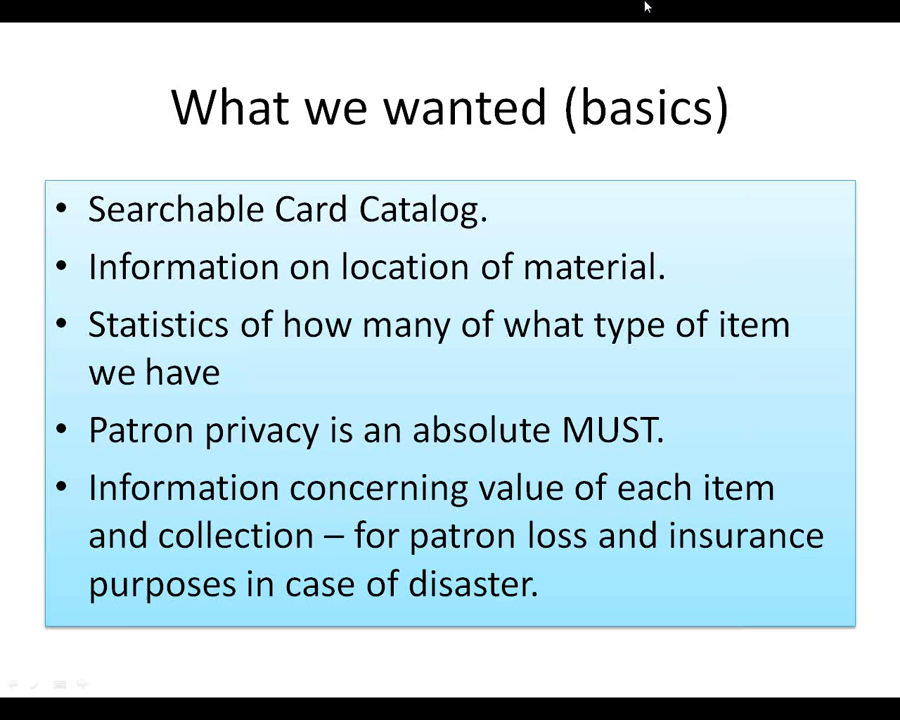 What we wanted (basics)
• Searchable Card Catalog.
• Information on location of material.
• Statistics of how many of what type of item
we have
• Patron privacy is an absolute MUST.
• Information concerning value of each item
and collection – for patron loss and insurance
purposes in case of disaster.